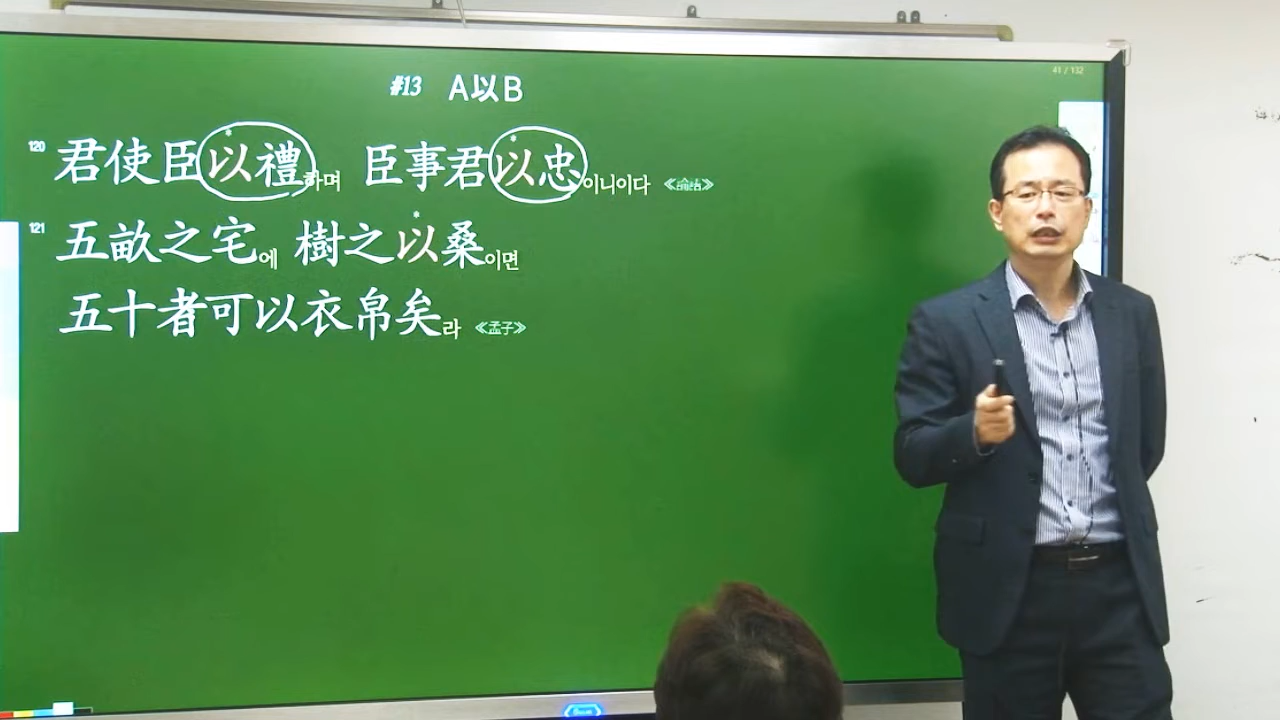 41 / 132
#13 A以B
120 君使臣以禮하며 臣事君以忠이니이다 《論語》
121 五畝之宅에 樹之以桑이면
五十者可以衣帛矣라 《孟子》